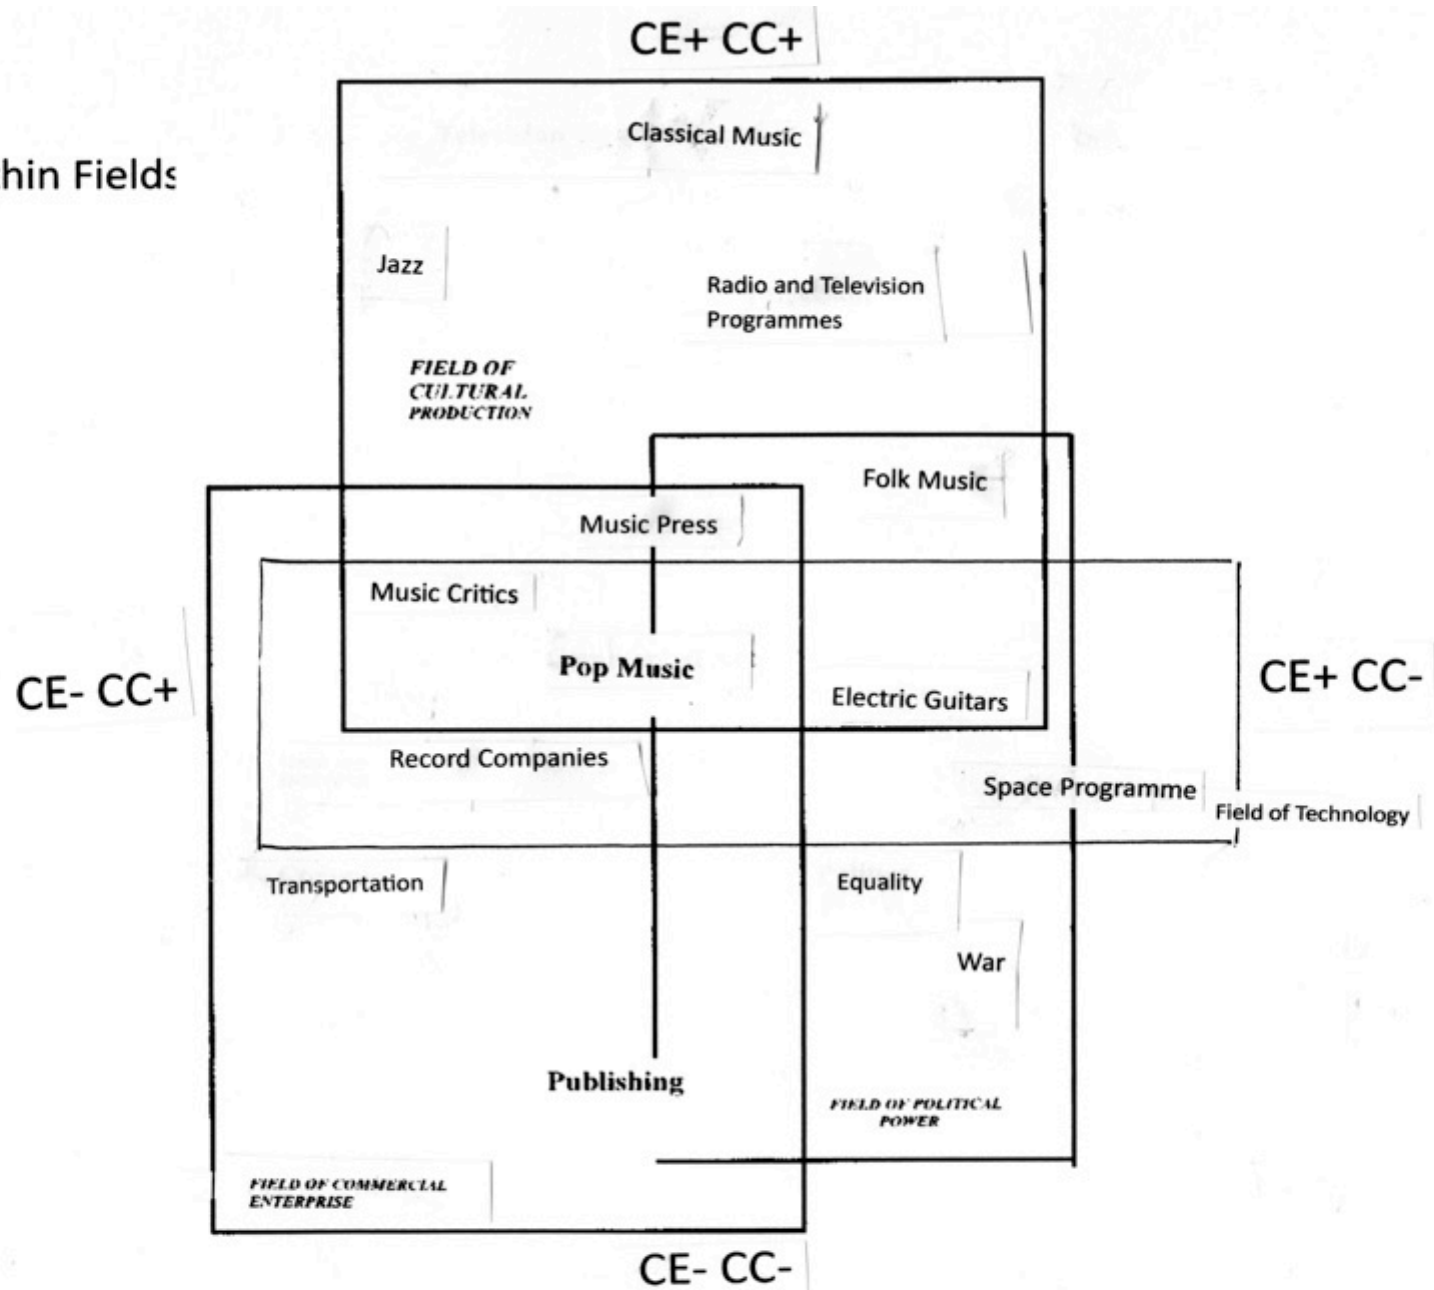 CE+ CC+
Classical Music
hin Fields
Jazz
Radio and Television
Programmes
FIELD OF
CULTURAL
PRODUCTION
Folk Music
Music Press
Music Critics
Pop Music
CE- CC+
CE+ CC-
Electric Guitars
Record Companies
Space Programme
Field of Technology
Transportation
Equality
War
Publishing
FIELD OF POLITICAL
POWER
FIELD OF COMMERCIAL
ENTERPRISE
CE- CC-